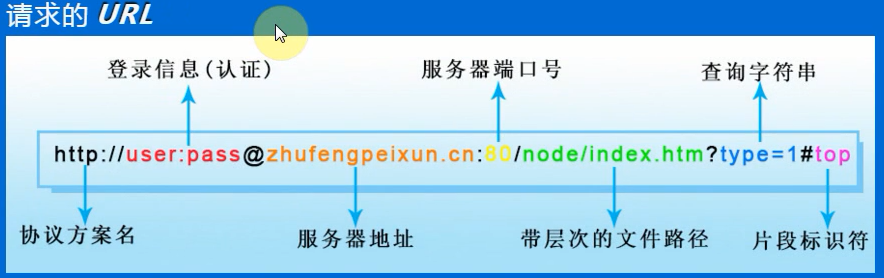 请求的 URL
登录信息(认证)
服务器端口号
查询字符串
http://user:pass@zhufengpeixun.cn:80/node/index.htm?type=1#top
协议方案名
服务器地址
带层次的文件路径
片段标识符